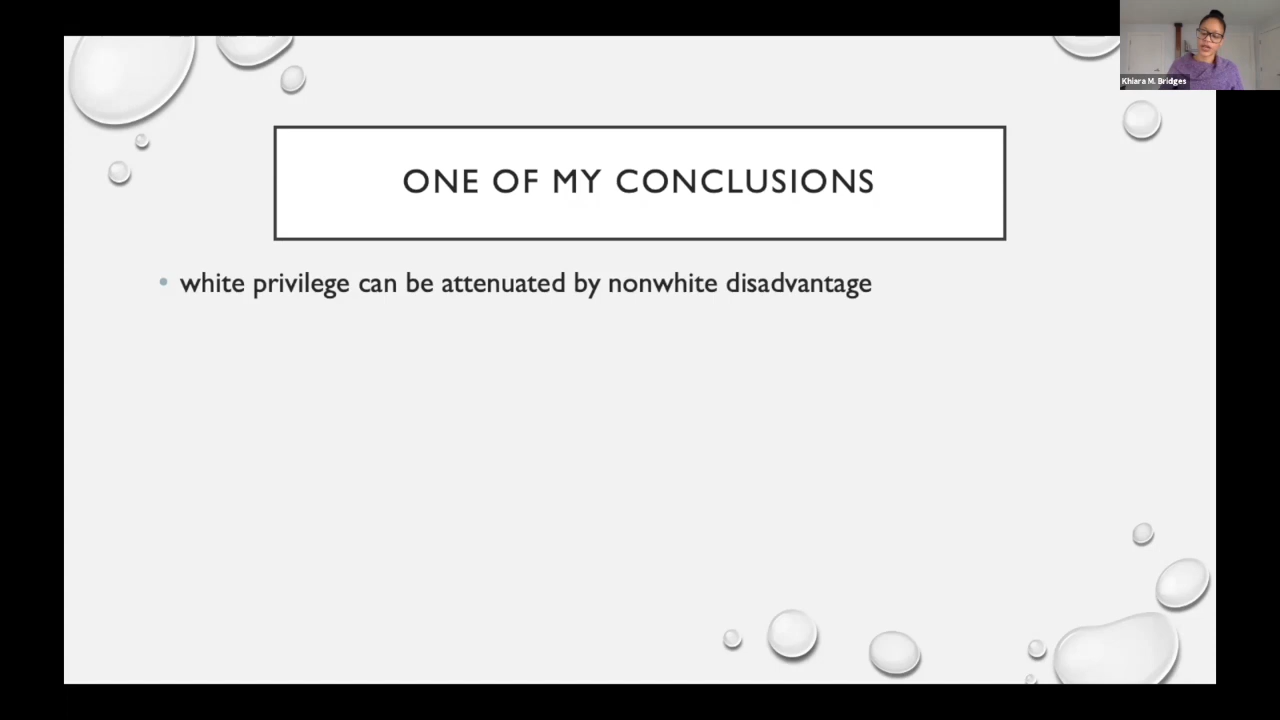 Khiara M. Bridges
ONE OF MY CONCLUSIONS
• white privilege can be attenuated by nonwhite disadvantage